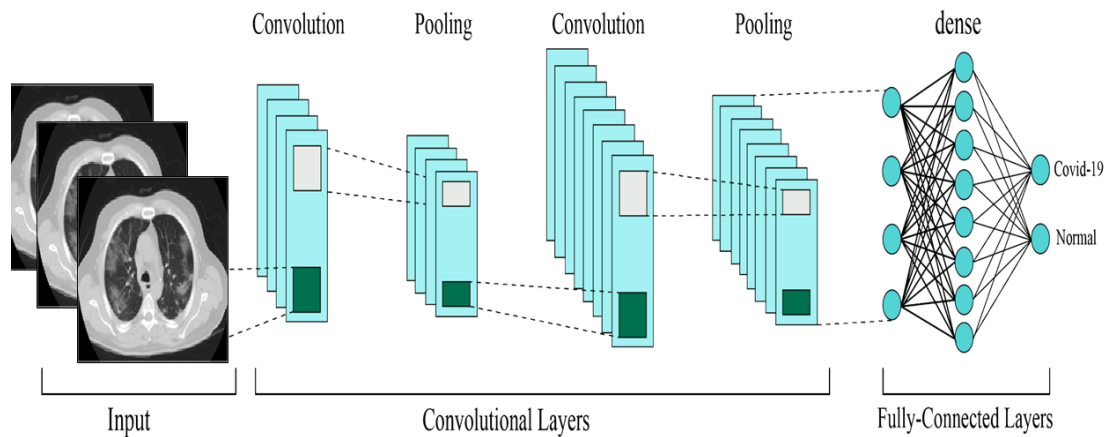 Convolution
Pooling
Convolution
Pooling
dense
Covid-19
Normal
Input
Convolutional Layers
Fully-Connected Layers